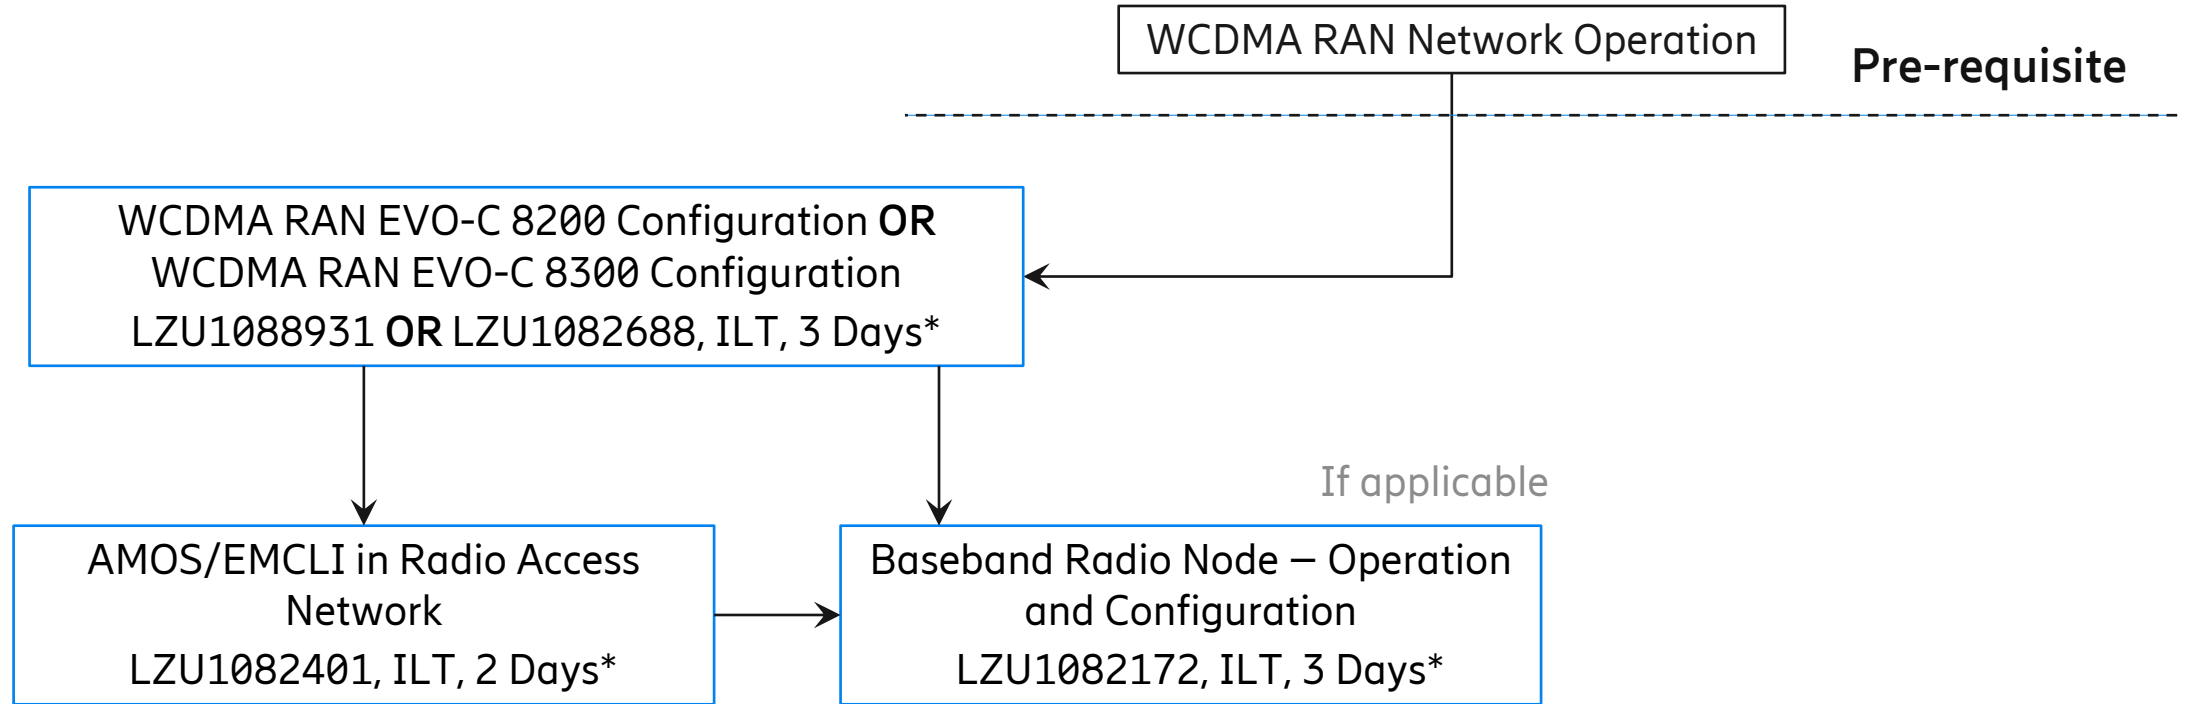 WCDMA RAN Network Operation
Pre-requisite
WCDMA RAN EVO-C 8200 Configuration OR
WCDMA RAN EVO-C 8300 Configuration
LZU1088931 OR LZU1082688, ILT, 3 Days*
If applicable
AMOS/EMCLI in Radio Access
Network
LZU1082401, ILT, 2 Days*
Baseband Radio Node – Operation
and Configuration
LZU1082172, ILT, 3 Days*